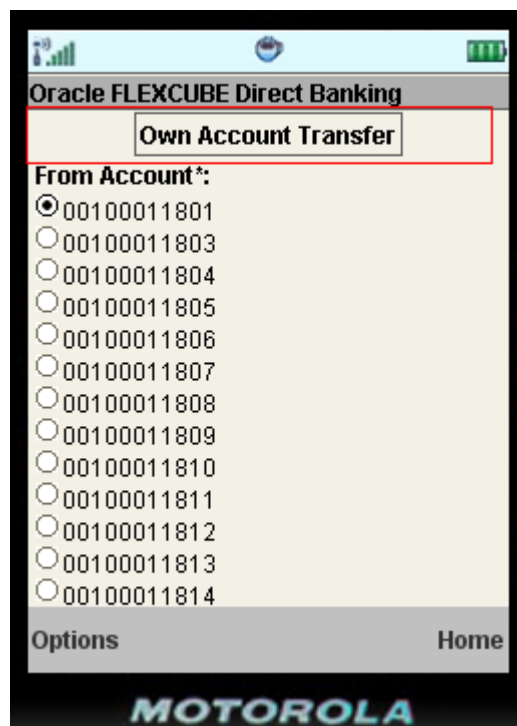 Oracle FLEXCUBE Direct Banking
Own Account Transfer
From Account*:
00100011801
00100011803
00100011804
00100011805
00100011806
00100011807
00100011808
00100011809
00100011810
00100011811
00100011812
00100011813
00100011814
Options Home
MOTOROLA